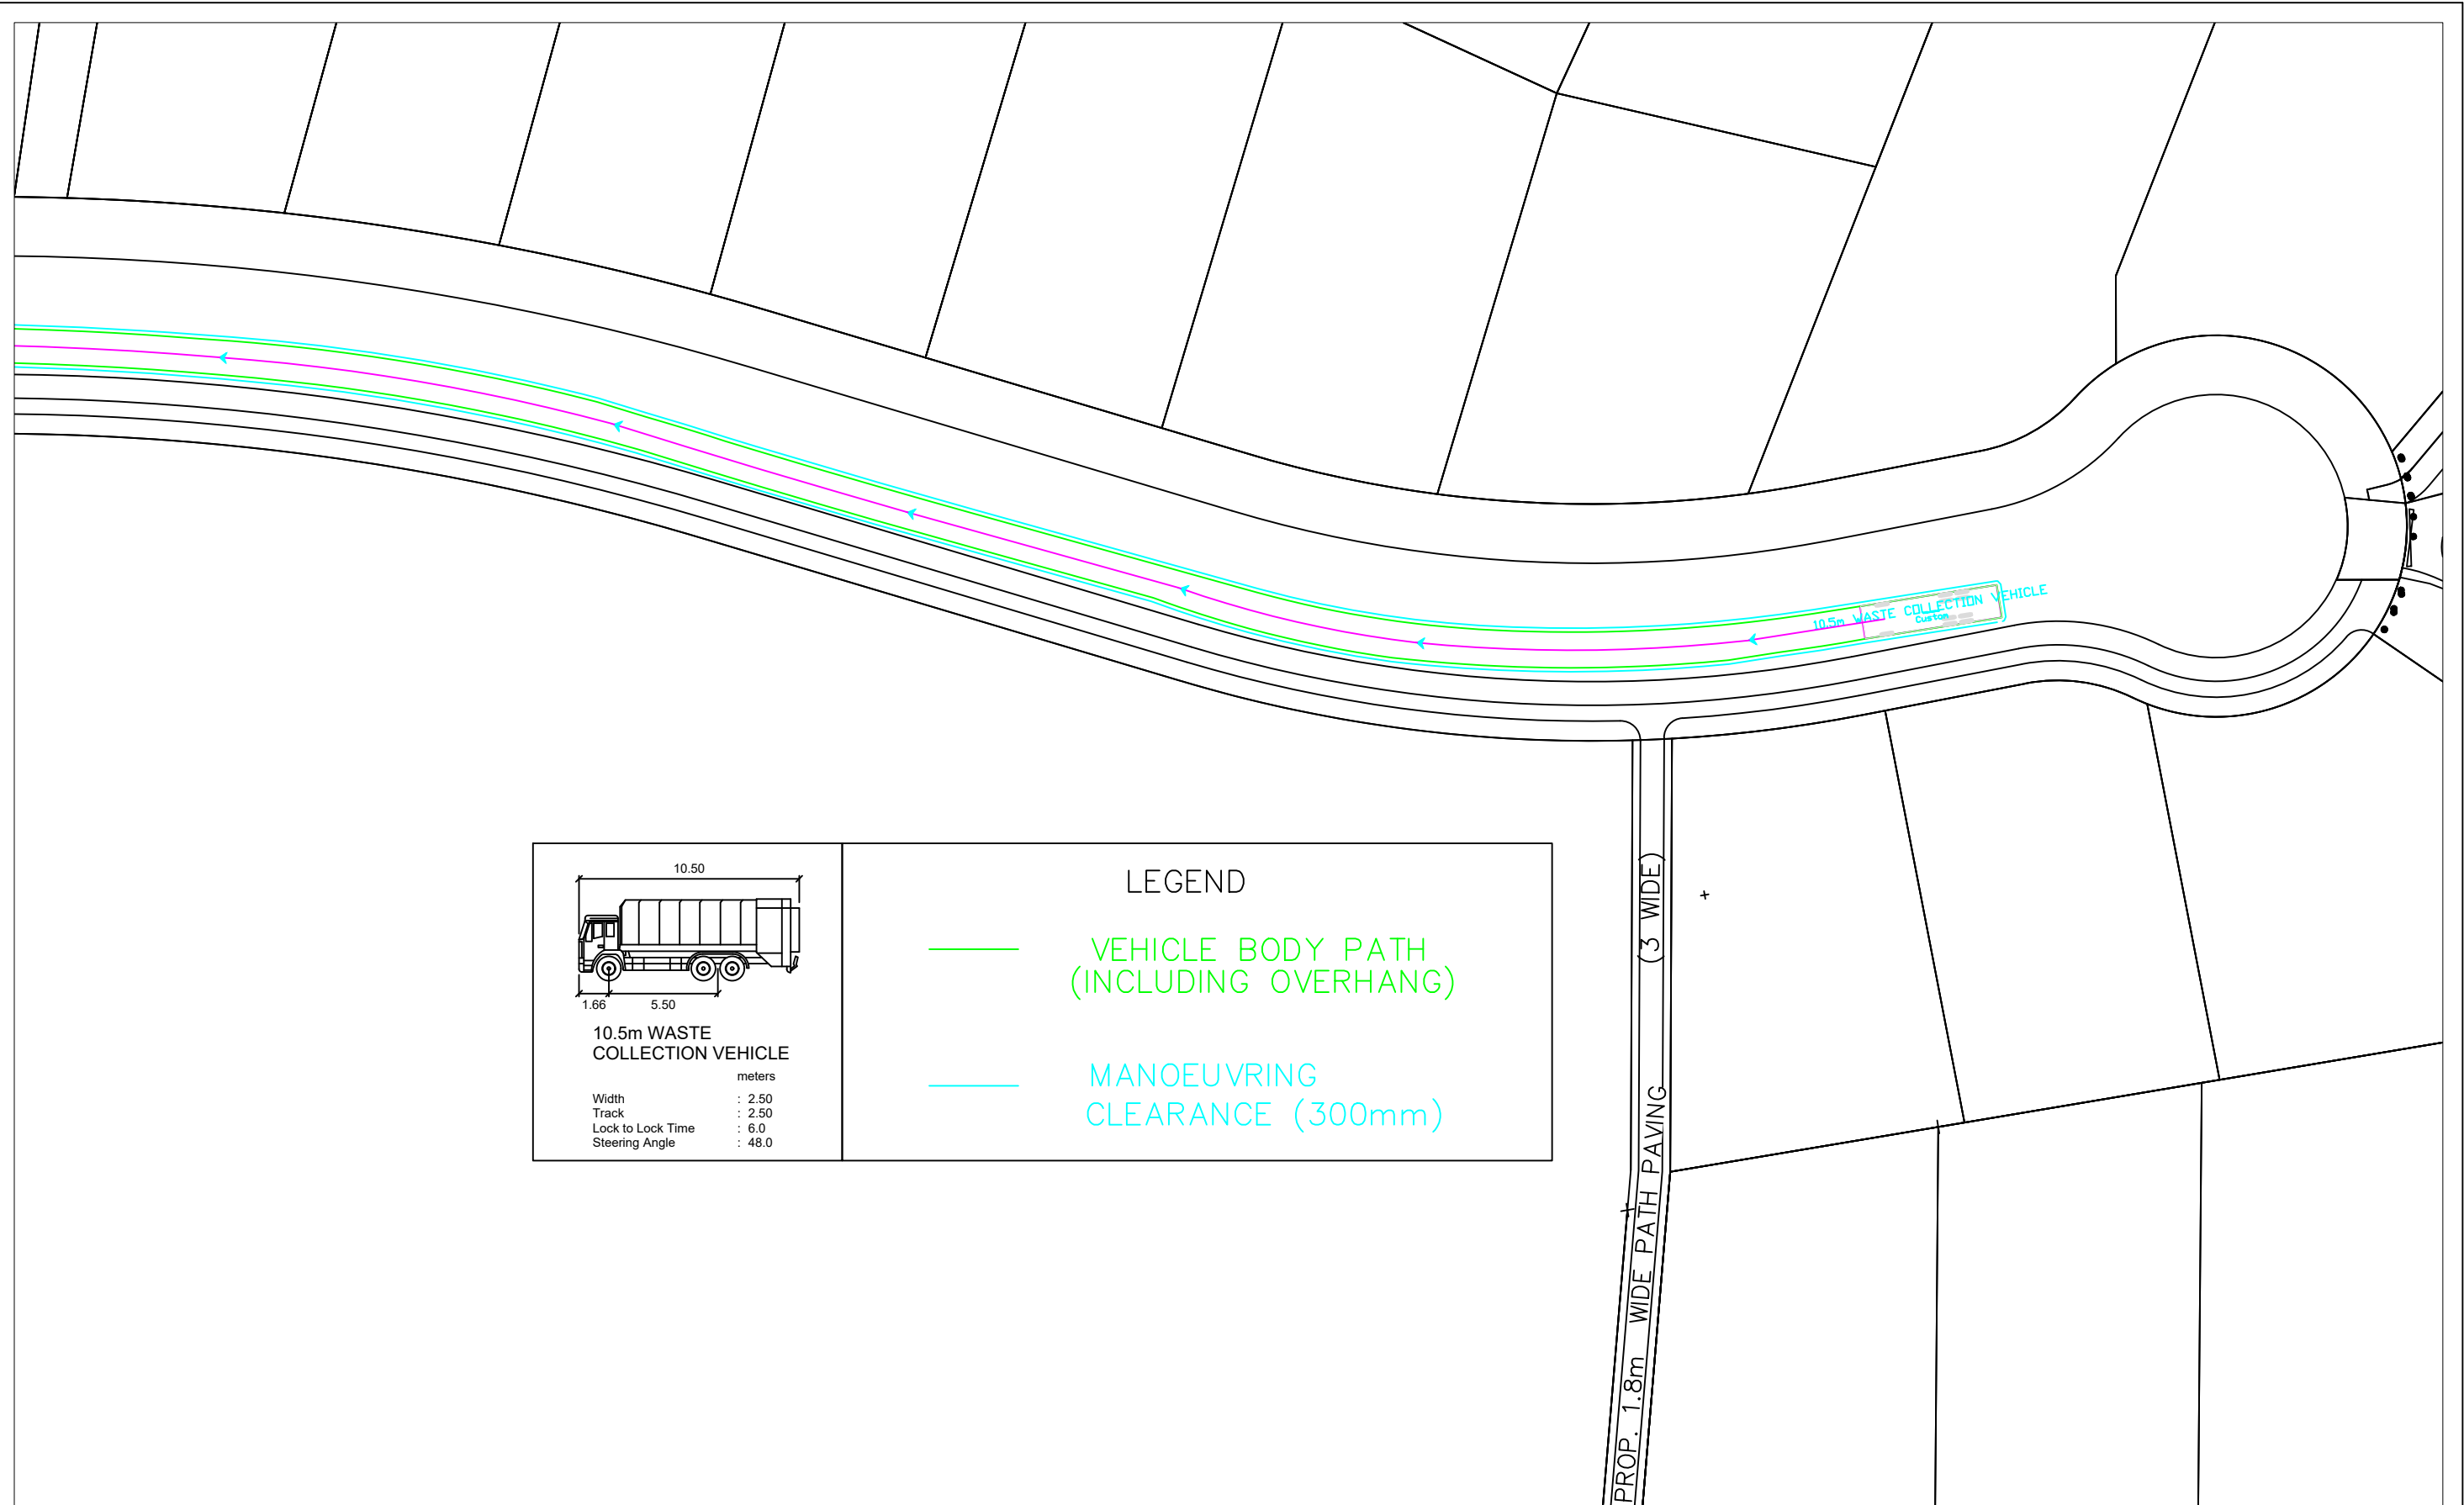 10.5m WASTE COLLECTION VEHICLE
Custom
10.50
1.66
5.50
10.5m WASTE
COLLECTION VEHICLE
meters
Width : 2.50
Track : 2.50
Lock to Lock Time : 6.0
Steering Angle : 48.0
LEGEND
VEHICLE BODY PATH
(INCLUDING OVERHANG)
MANOEUVRING
CLEARANCE (300mm)
(3 WIDE)
PROP. 1.8m WIDE PATH PAVING